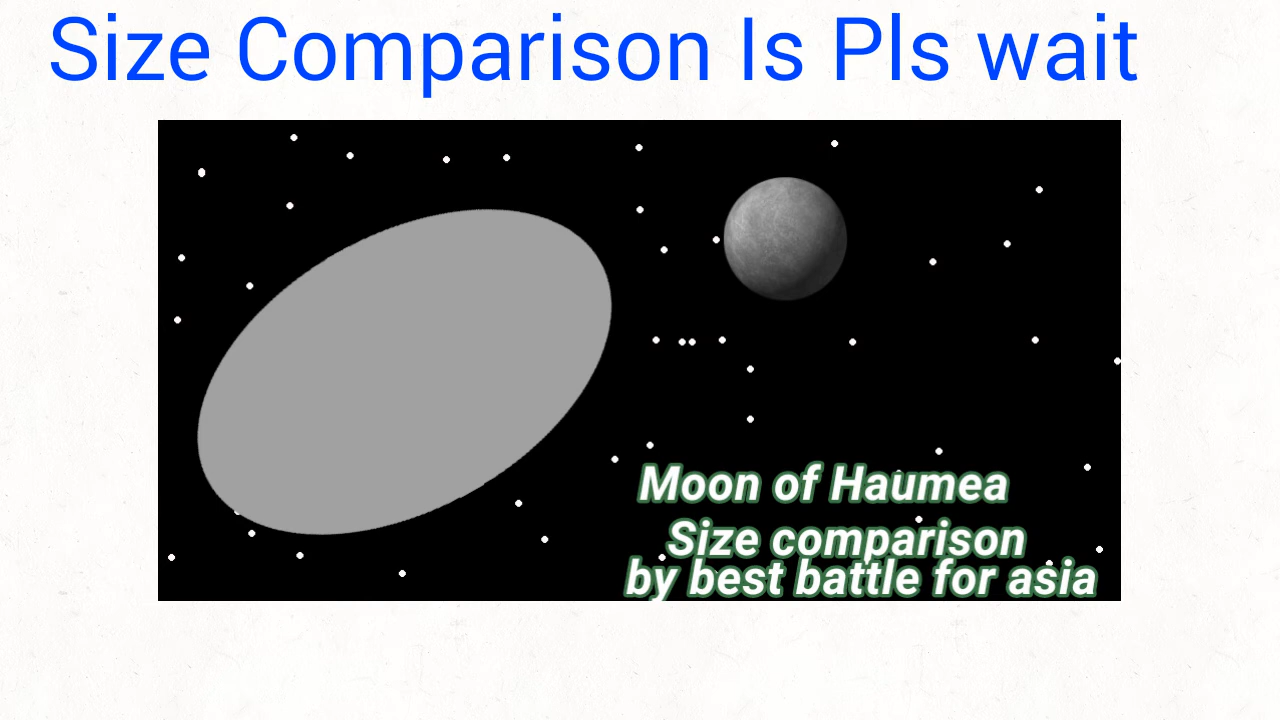 Size Comparison Is Pls wait
Moon of Haumea
Size comparison
by best battle for asia